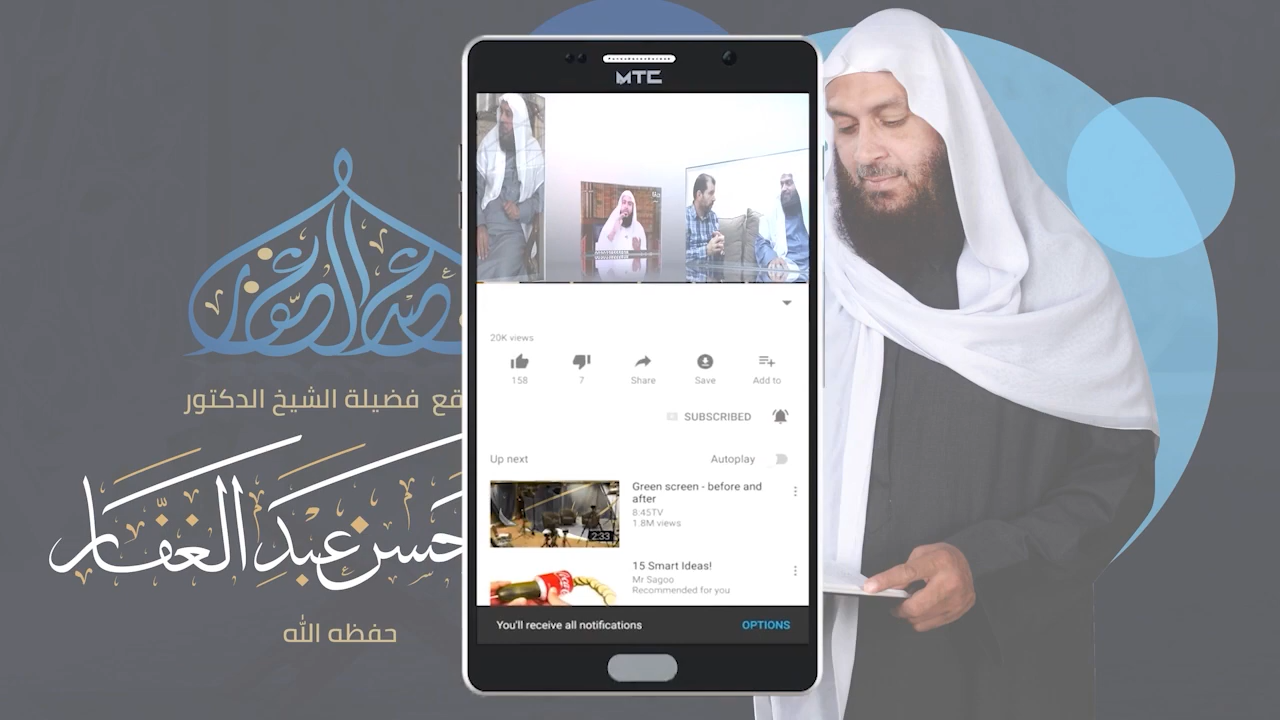 قع فضيلة الشيخ الدكتور
حسن عبد الغفار
حفظه الله
MTC
20K views
158
7
Share
Save
Add to
SUBSCRIBED
Up next
Autoplay
Green screen - before and
after
8:45TV
1.8M views
2:33
15 Smart Ideas!
Mr Sagoo
Recommended for you
You'll receive all notifications
OPTIONS